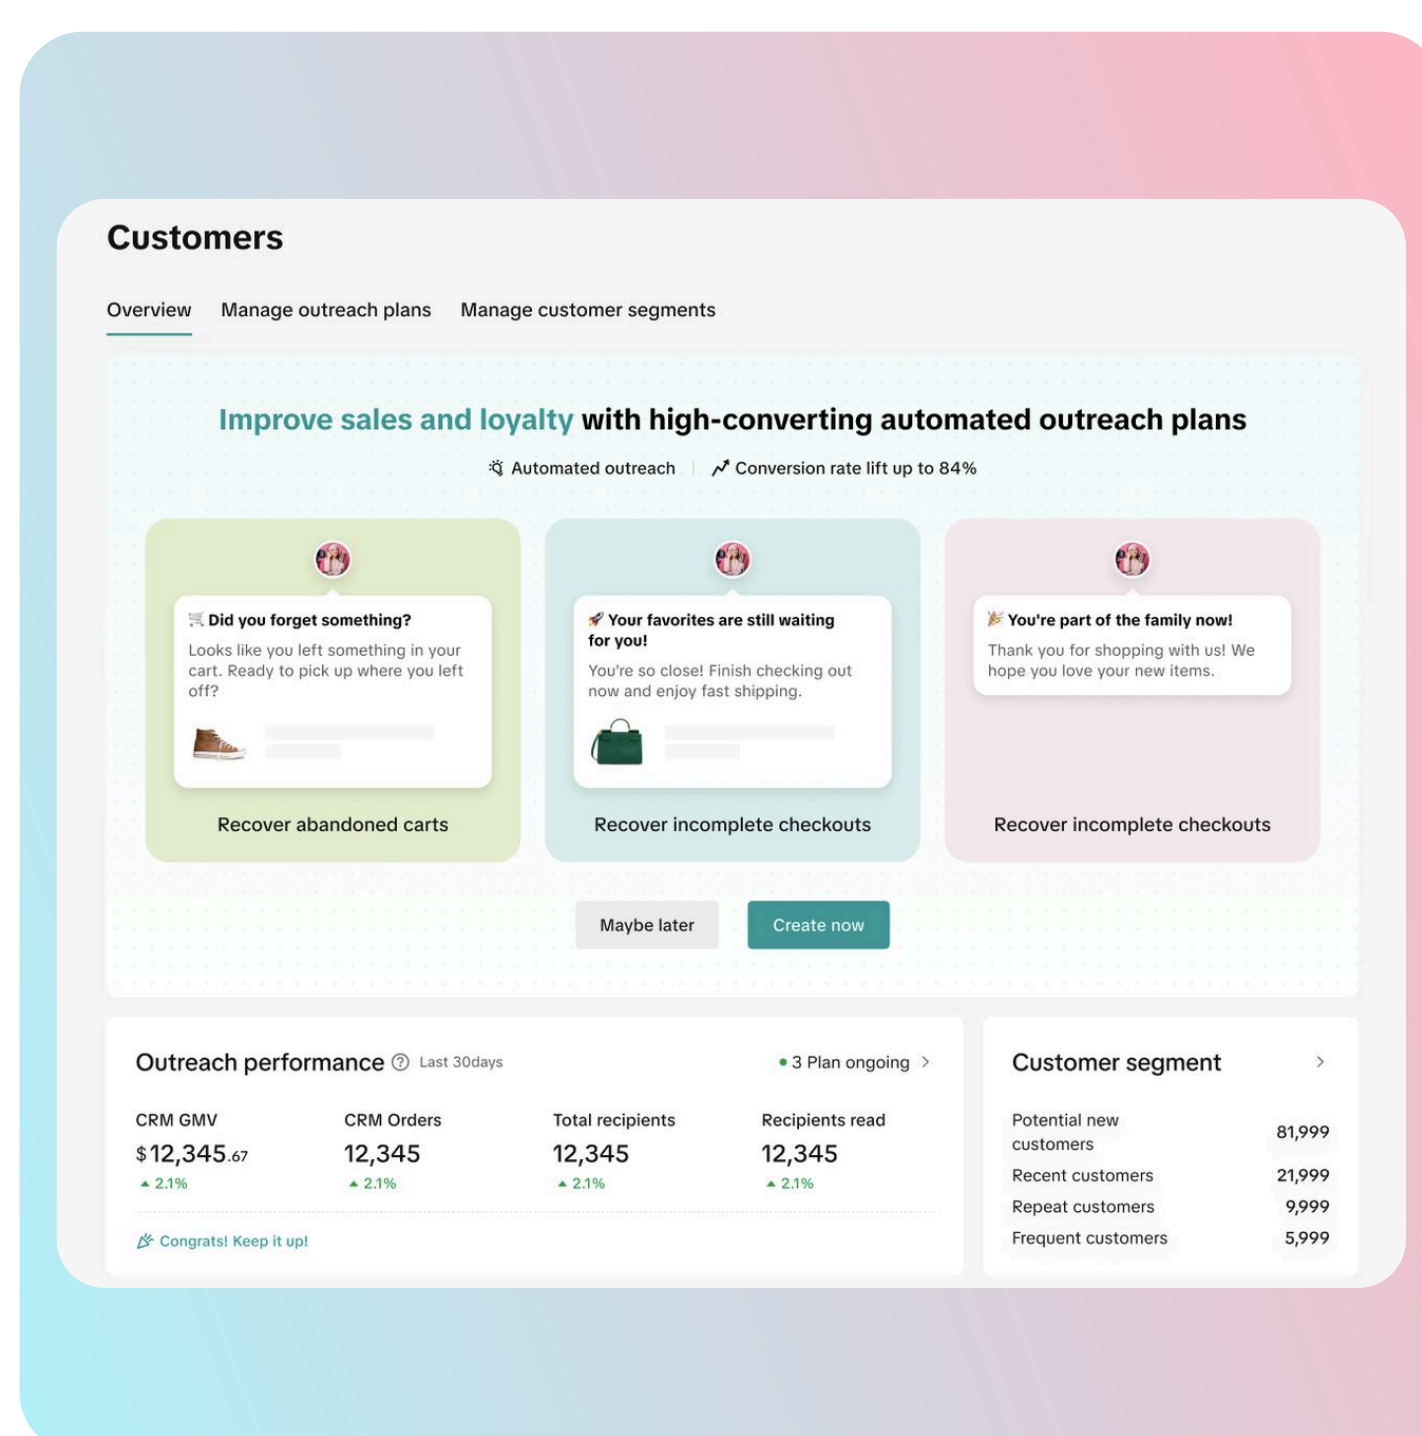 Customers
Overview Manage outreach plans Manage customer segments
Improve sales and loyalty with high-converting automated outreach plans
Automated outreach | Conversion rate lift up to 84%
🛒 Did you forget something?
Looks like you left something in your
cart. Ready to pick up where you left
off?
Recover abandoned carts
🚀 Your favorites are still waiting
for you!
You're so close! Finish checking out
now and enjoy fast shipping.
Recover incomplete checkouts
🎉 You're part of the family now!
Thank you for shopping with us! We
hope you love your new items.
Recover incomplete checkouts
Maybe later
Create now
Outreach performance Last 30days
3 Plan ongoing
CRM GMV
$12,345.67
▲ 2.1%
CRM Orders
12,345
▲ 2.1%
Total recipients
12,345
▲ 2.1%
Recipients read
12,345
▲ 2.1%
Congrats! Keep it up!
Customer segment
Potential new
customers 81,999
Recent customers 21,999
Repeat customers 9,999
Frequent customers 5,999